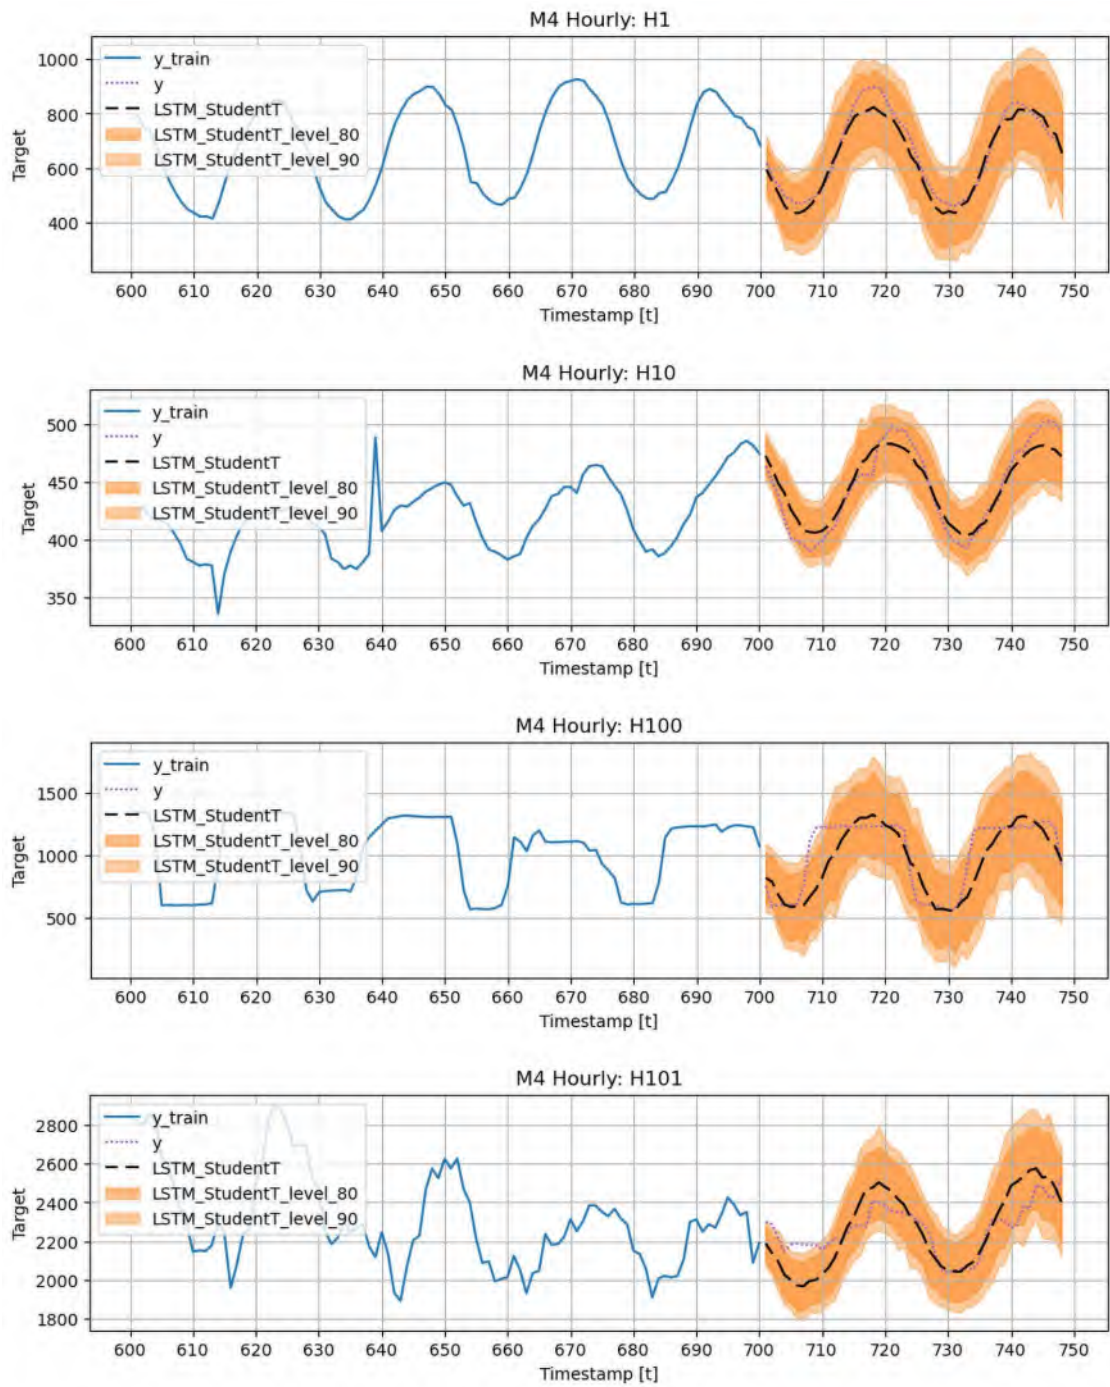 M4 Hourly: H1
1000
800
600
400
Target
y_train
y
LSTM_StudentT
LSTM_StudentT_level_80
LSTM_StudentT_level_90
600 610 620 630 640 650 660 670 680 690 700 710 720 730 740 750
Timestamp [t]
M4 Hourly: H10
500
450
400
350
Target
y_train
y
LSTM_StudentT
LSTM_StudentT_level_80
LSTM_StudentT_level_90
600 610 620 630 640 650 660 670 680 690 700 710 720 730 740 750
Timestamp [t]
M4 Hourly: H100
1500
1000
500
Target
y_train
y
LSTM_StudentT
LSTM_StudentT_level_80
LSTM_StudentT_level_90
600 610 620 630 640 650 660 670 680 690 700 710 720 730 740 750
Timestamp [t]
M4 Hourly: H101
2800
2600
2400
2200
2000
1800
Target
y_train
y
LSTM_StudentT
LSTM_StudentT_level_80
LSTM_StudentT_level_90
600 610 620 630 640 650 660 670 680 690 700 710 720 730 740 750
Timestamp [t]